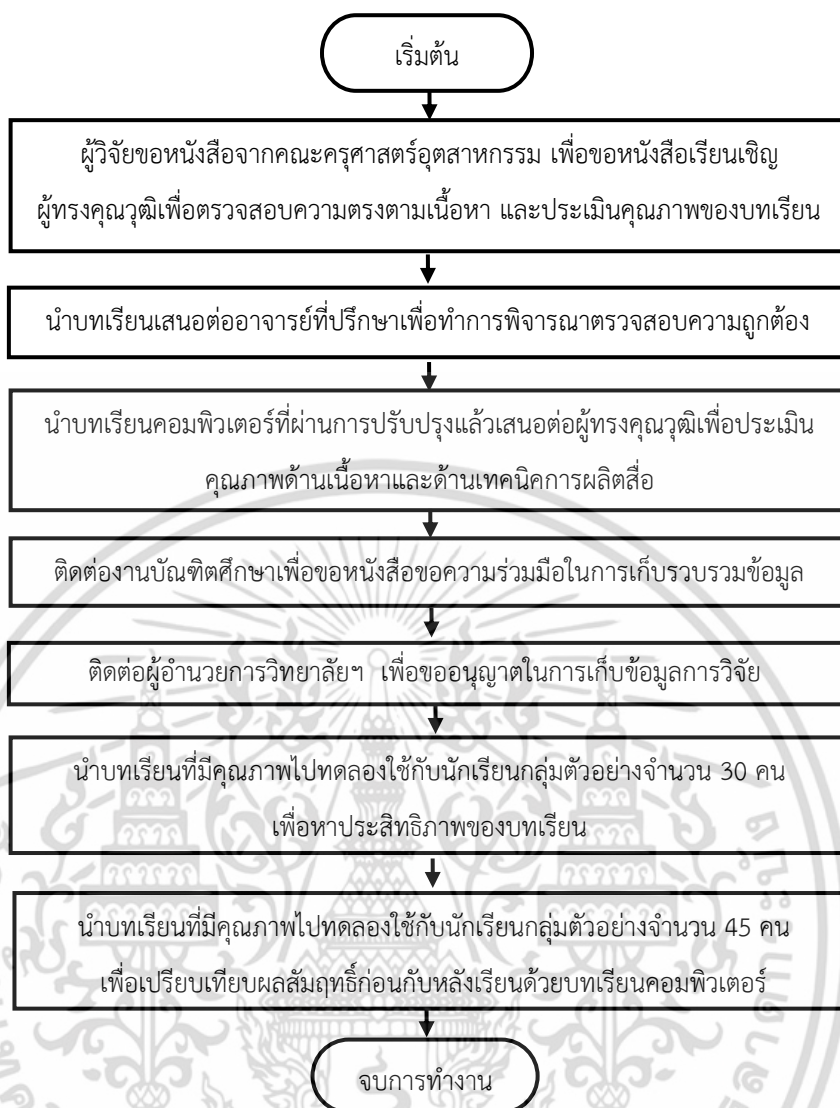 เริ่มต้น
ผู้วิจัยขอหนังสือจากคณะครุศาสตร์อุตสาหกรรม เพื่อขอหนังสือเรียนเชิญ
ผู้ทรงคุณวุฒิเพื่อตรวจสอบความตรงตามเนื้อหา และประเมินคุณภาพของบทเรียน
นำบทเรียนเสนอต่ออาจารย์ที่ปรึกษาเพื่อทำการพิจารณาตรวจสอบความถูกต้อง
นำบทเรียนคอมพิวเตอร์ที่ผ่านการปรับปรุงแล้วเสนอต่อผู้ทรงคุณวุฒิเพื่อประเมิน
คุณภาพด้านเนื้อหาและด้านเทคนิคการผลิตสื่อ
ติดต่องานบัณฑิตศึกษาเพื่อขอหนังสือขอความร่วมมือในการเก็บรวบรวมข้อมูล
ติดต่อผู้อำนวยการวิทยาลัยฯ เพื่อขออนุญาตในการเก็บข้อมูลการวิจัย
นำบทเรียนที่มีคุณภาพไปทดลองใช้กับนักเรียนกลุ่มตัวอย่างจำนวน 30 คน
เพื่อหาประสิทธิภาพของบทเรียน
นำบทเรียนที่มีคุณภาพไปทดลองใช้กับนักเรียนกลุ่มตัวอย่างจำนวน 45 คน
เพื่อเปรียบเทียบผลสัมฤทธิ์ก่อนกับหลังเรียนด้วยบทเรียนคอมพิวเตอร์
จบการทำงาน